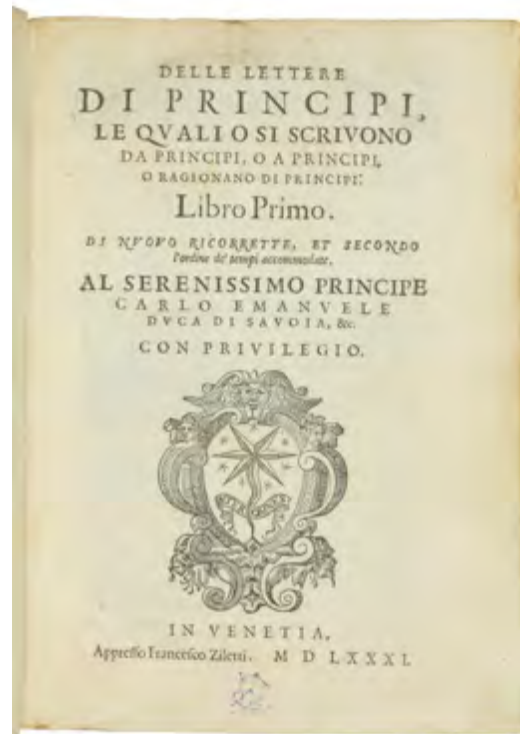 DELLE LETTERE
DI PRINCIPI,
LE QVALI O SI SCRIVONO
DA PRINCIPI, O A PRINCIPI,
O RAGIONANO DI PRINCIPI.
Libro Primo.
DI NVOVO RICORRETTE, ET SECONDO
l'ordine de' tempi accommodate.
AL SERENISSIMO PRINCIPE
CARLO EMANVELE
DVCA DI SAVOIA, &c.
CON PRIVILEGIO.
IN VENETIA,
Appresso Francesco Ziletti. M D LXXXI.